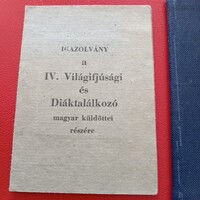 IGAZOLVÁNY
a
IV. Világifjúsági
és
Diáktalálkozó
magyar küldöttei
részére